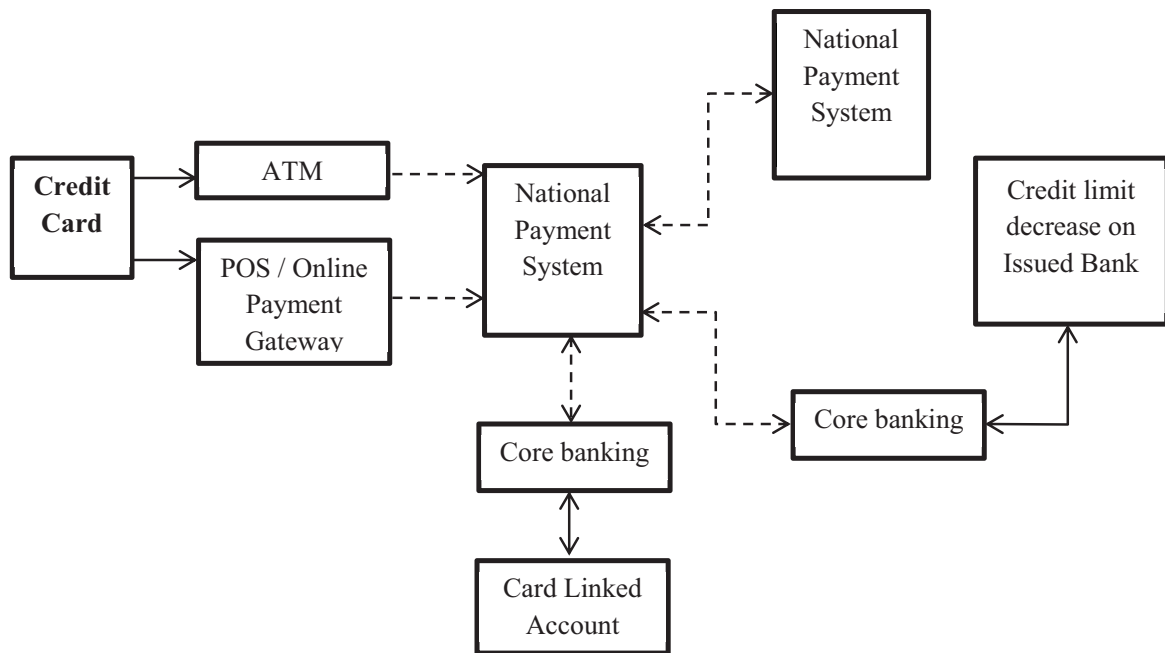 National
Payment
System
Credit
Card
ATM
National
Payment
System
Credit limit
decrease on
Issued Bank
POS / Online
Payment
Gateway
Core banking
Core banking
Card Linked
Account